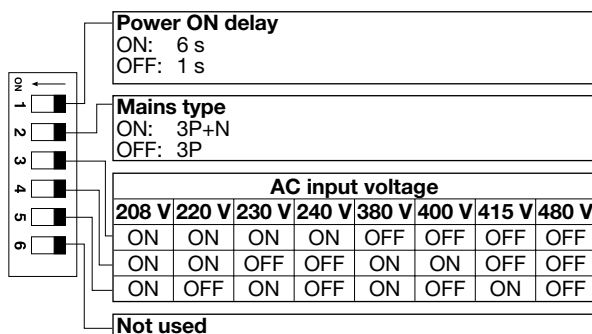 Power ON delay
ON: 6 s
OFF: 1 s
ON
1
2
3
4
5
6
Mains type
ON: 3P+N
OFF: 3P
AC input voltage
208 V 220 V 230 V 240 V 380 V 400 V 415 V 480 V
ON ON ON ON OFF OFF OFF OFF
ON ON OFF OFF ON ON OFF OFF
ON OFF ON OFF ON OFF ON OFF
Not used